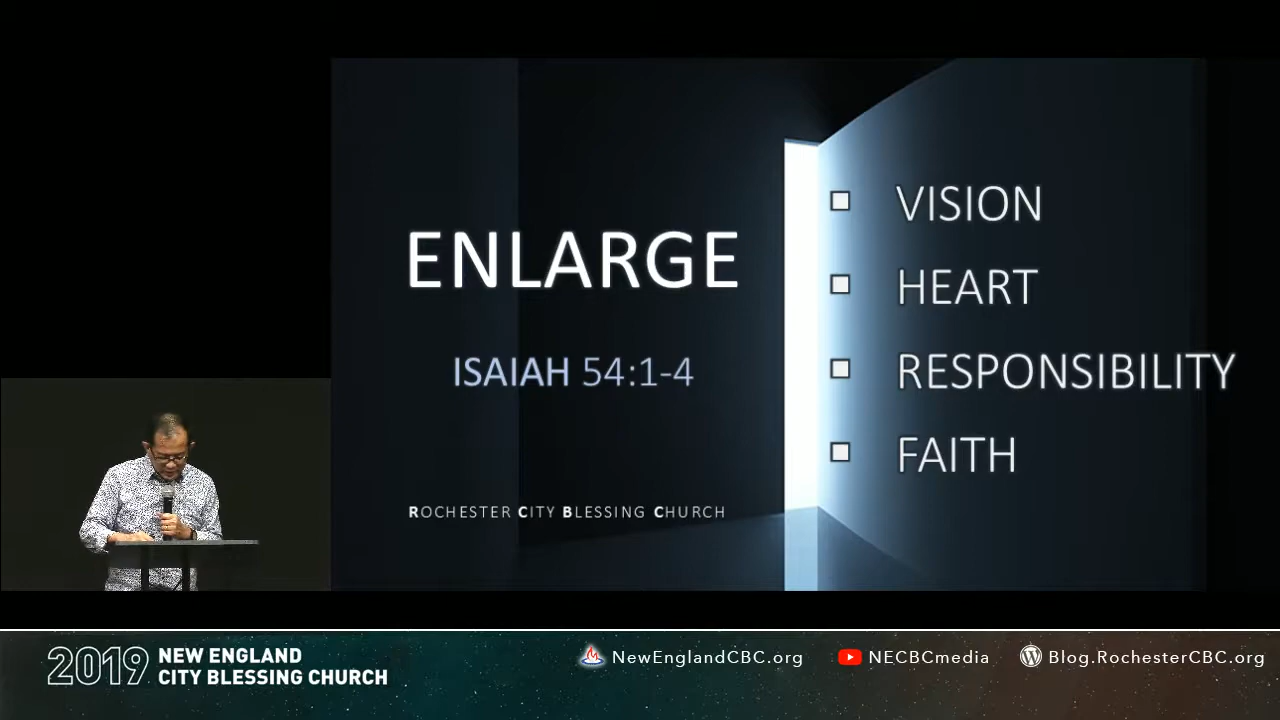 ENLARGE
ISAIAH 54:1-4
ROCHESTER CITY BLESSING CHURCH
VISION
HEART
RESPONSIBILITY
FAITH
2019 NEW ENGLAND
CITY BLESSING CHURCH
NewEnglandCBC.org
NECBCmedia
Blog.RochesterCBC.org